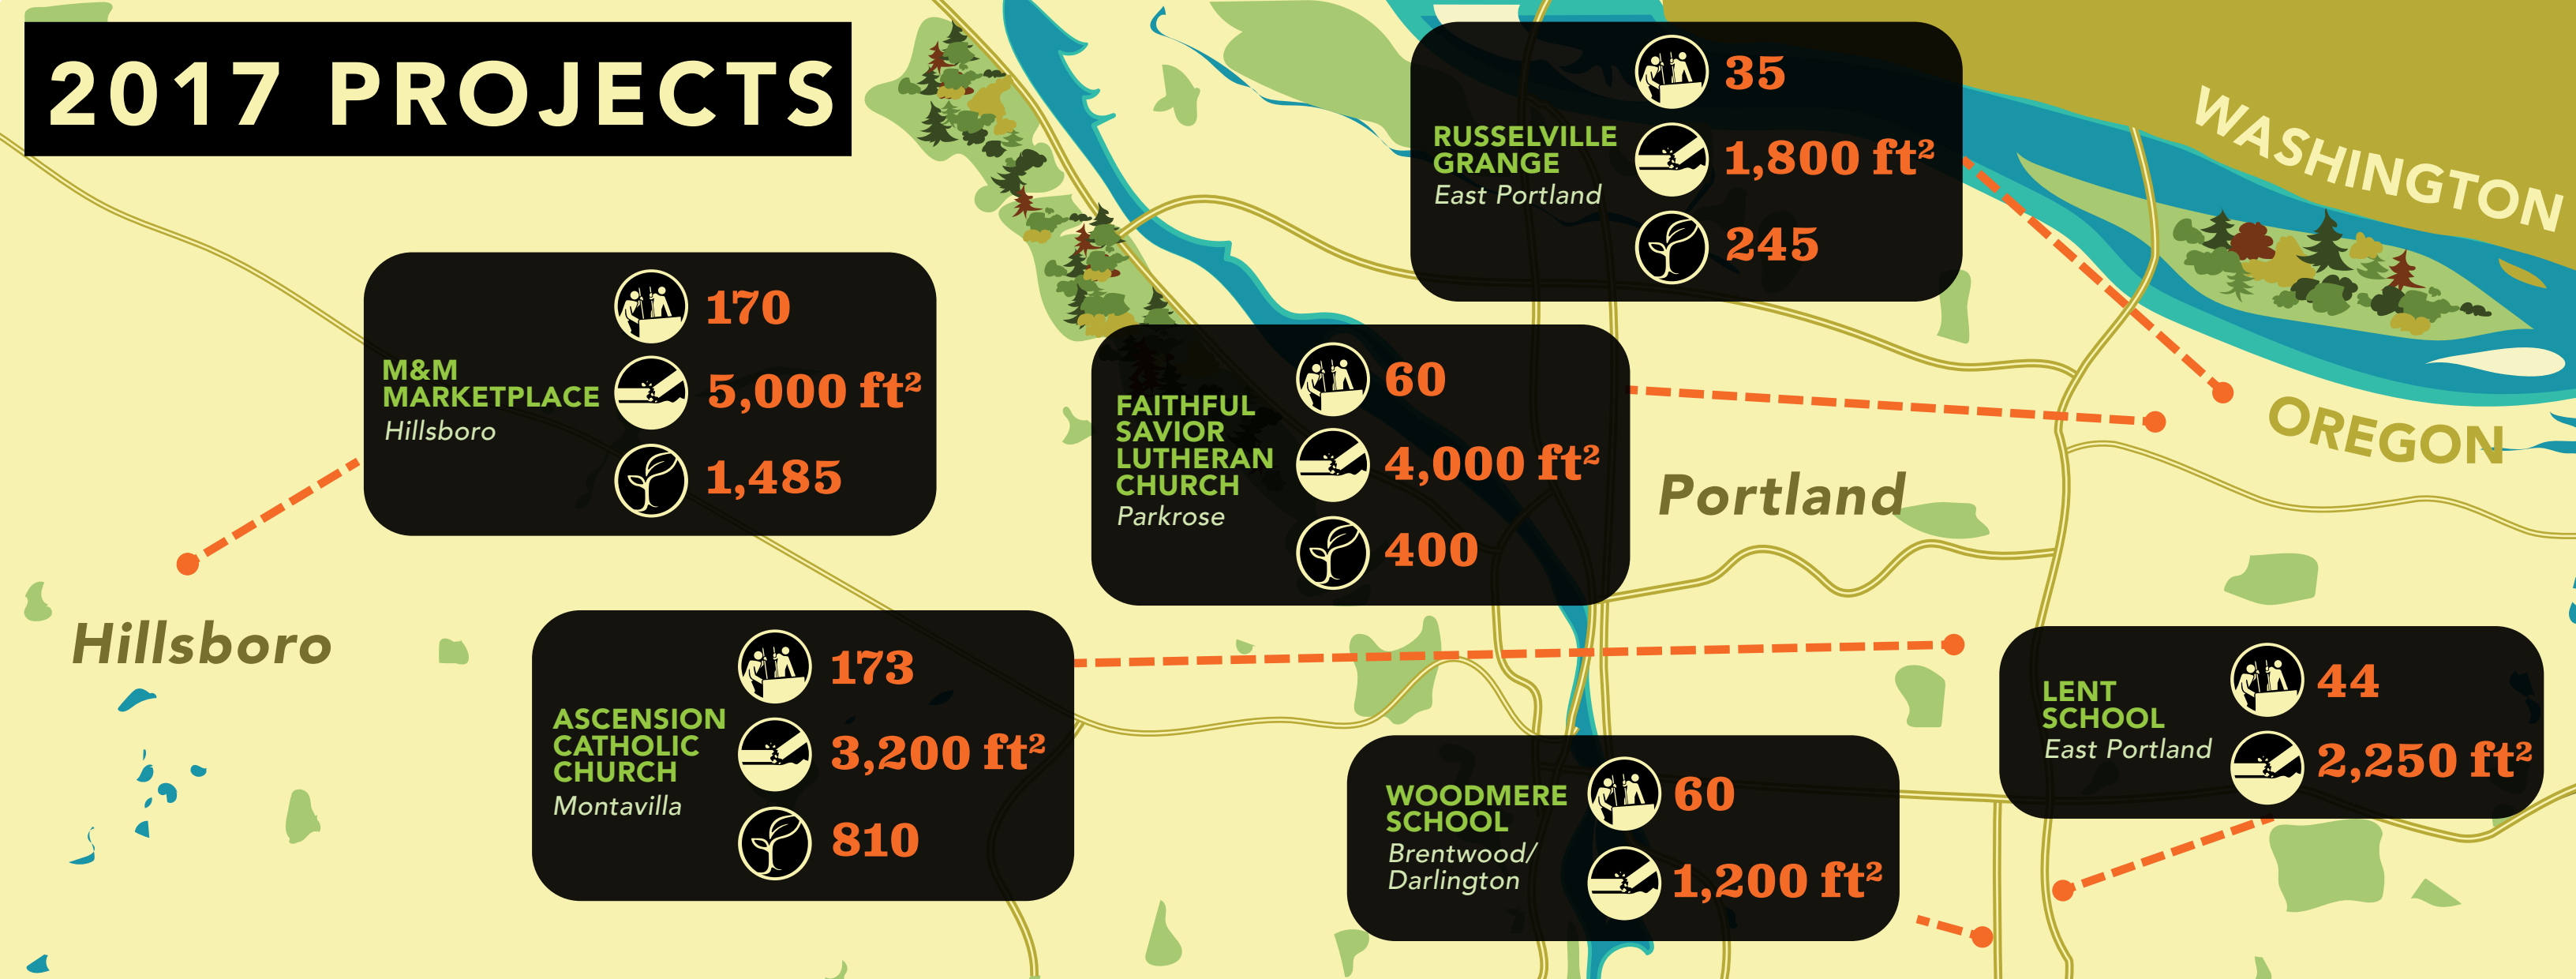 2017 PROJECTS
WASHINGTON
OREGON
Portland
Hillsboro
RUSSELVILLE
GRANGE
East Portland
35
1,800 ft²
245
M&M
MARKETPLACE
Hillsboro
170
5,000 ft²
1,485
FAITHFUL
SAVIOR
LUTHERAN
CHURCH
Parkrose
60
4,000 ft²
400
ASCENSION
CATHOLIC
CHURCH
Montavilla
173
3,200 ft²
810
LENT
SCHOOL
East Portland
44
2,250 ft²
WOODMERE
SCHOOL
Brentwood/
Darlington
60
1,200 ft²